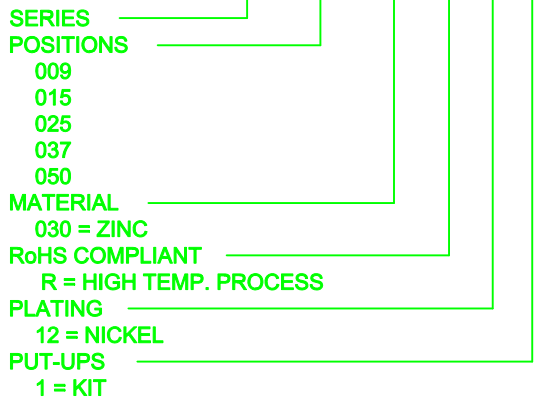 SERIES
POSITIONS
009
015
025
037
050
MATERIAL
030 = ZINC
RoHS COMPLIANT
R = HIGH TEMP. PROCESS
PLATING
12 = NICKEL
PUT-UPS
1 = KIT